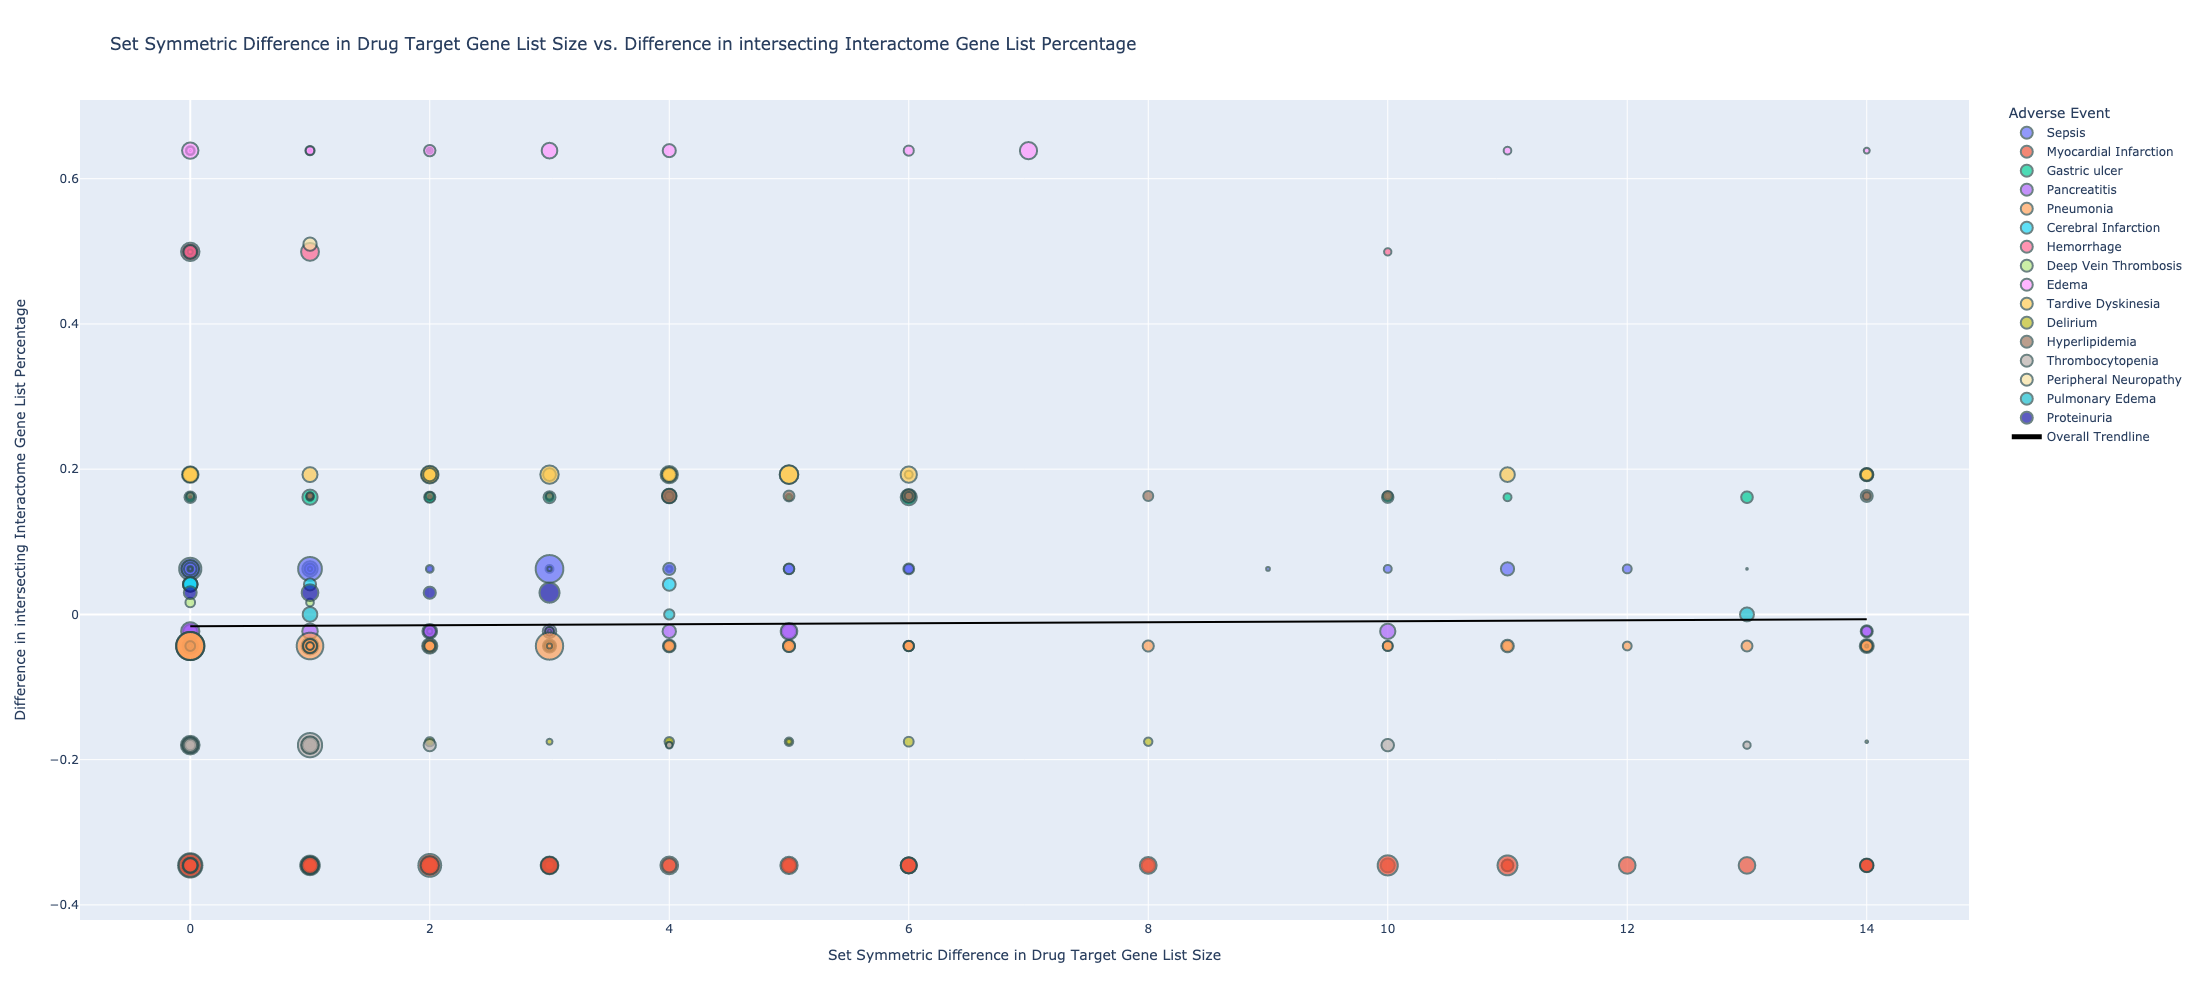 Set Symmetric Difference in Drug Target Gene List Size vs. Difference in intersecting Interactome Gene List Percentage
Adverse Event
Sepsis
Myocardial Infarction
Gastric ulcer
Pancreatitis
Pneumonia
Cerebral Infarction
Hemorrhage
Deep Vein Thrombosis
Edema
Tardive Dyskinesia
Delirium
Hyperlipidemia
Thrombocytopenia
Peripheral Neuropathy
Pulmonary Edema
Proteinuria
Overall Trendline
Difference in intersecting Interactome Gene List Percentage
0.6
0.4
0.2
0
−0.2
−0.4
0 2 4 6 8 10 12 14
Set Symmetric Difference in Drug Target Gene List Size